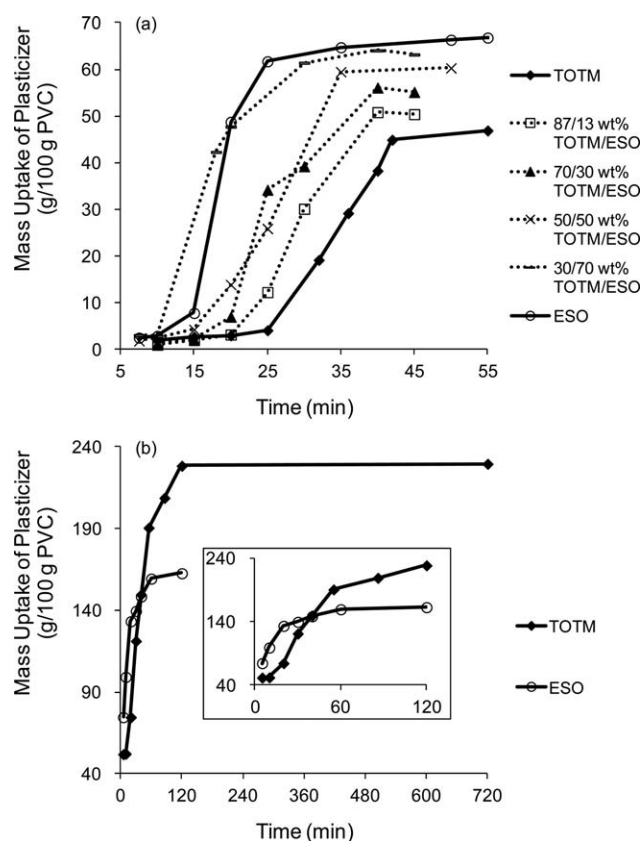 (a)
Mass Uptake of Plasticizer
(g/100 g PVC)
70
60
50
40
30
20
10
0
5 15 25 35 45 55
Time (min)
TOTM
87/13 wt%
TOTM/ESO
70/30 wt%
TOTM/ESO
50/50 wt%
TOTM/ESO
30/70 wt%
TOTM/ESO
ESO
(b)
Mass Uptake of Plasticizer
(g/100 g PVC)
240
190
140
90
40
0 120 240 360 480 600 720
Time (min)
240
140
40
0 60 120
TOTM
ESO